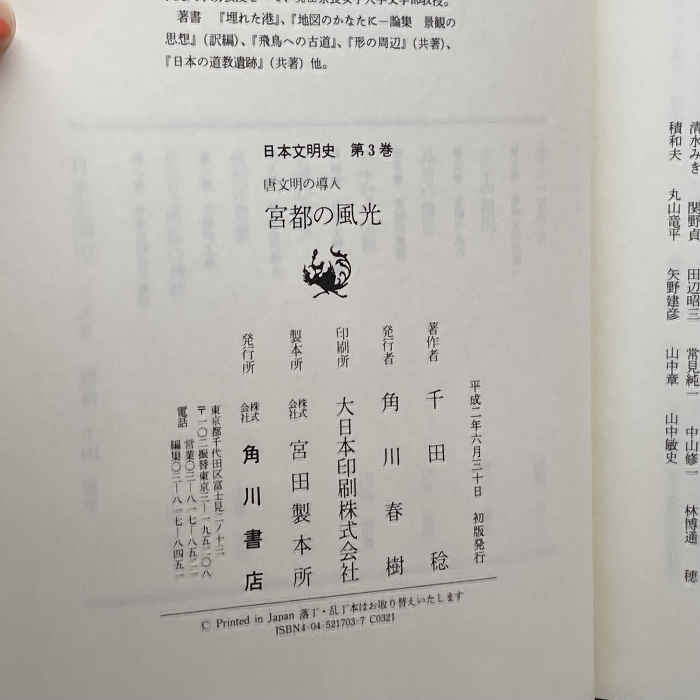 著書 『埋れた港』、『地図のかなたに―論集 景観の
思想』(訳編)、『飛鳥への古道』、『形の周辺』(共著)、
『日本の道教遺跡』(共著)他。
日本文明史 第3巻
唐文明の導入
宮都の風光
平成二年六月三十日 初版発行
著作者 千田 稔
発行者 角川春樹
印刷所 大日本印刷株式会社
製本所 株式会社 宮田製本所
発行所 株式会社 角川書店
東京都千代田区富士見二ノ十三
〒一〇二振替東京三―一九五二〇八
電話 営業〇三―八一七―八五二一
編集〇三―八一七―八四五一
© Printed in Japan 落丁・乱丁本はお取り替えいたします
ISBN4-04-521703-7 C0321
清水みき 関野貞 田辺昭三 常見純一 中山修一 林博通 穂
積和夫 丸山竜平 矢野建彦 山中章 山中敏史